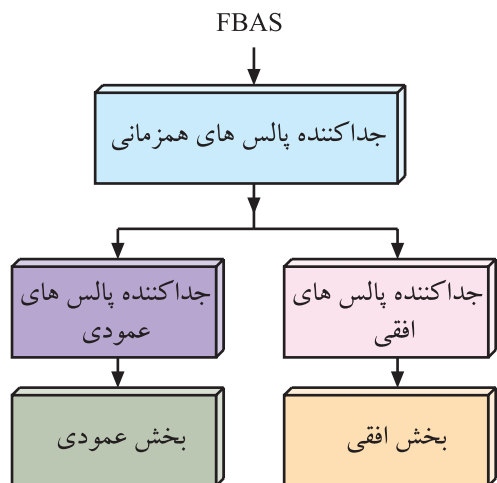 FBAS
جداکننده پالس های همزمانی
جداکننده پالس های
افقی
جداکننده پالس های
عمودی
بخش افقی
بخش عمودی